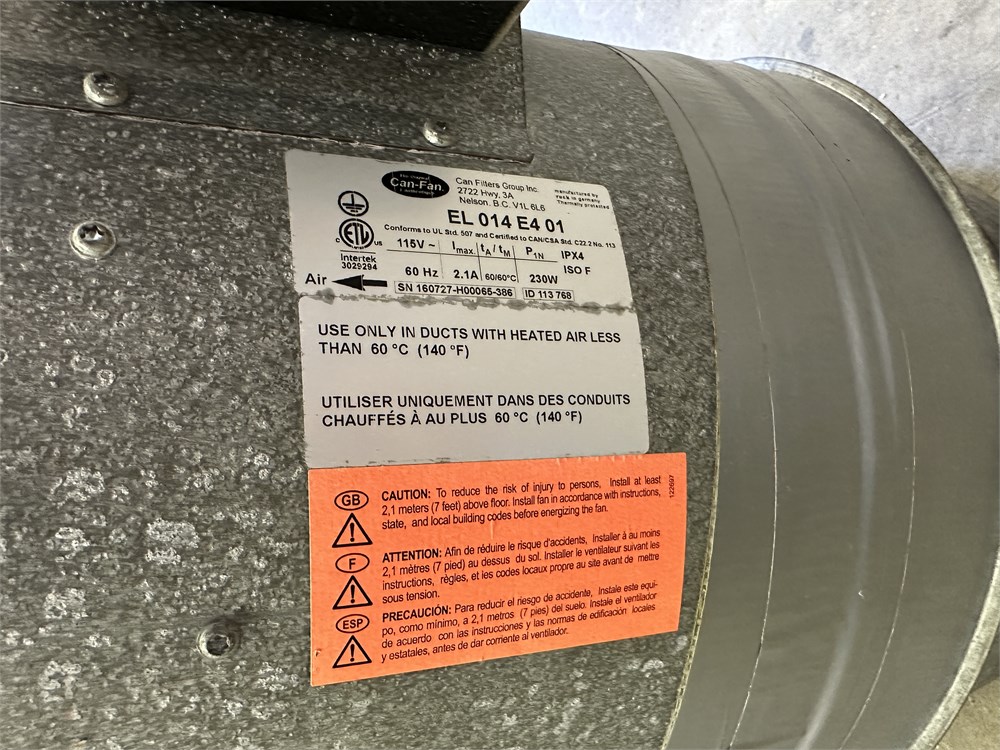 The Original
Can-Fan
Can Filters Group Inc.
2722 Hwy, 3A
Nelson. B.C. V1L 6L6
manufactured by
ruck in germany
Thermally protected
EL 014 E4 01
Conforms to UL Std. 507 and Certified to CAN/CSA Std. C22.2 No. 113
C ETL US
Intertek
3029294
115V ~ Imax. tA / tM P1N IPX4
60 Hz 2.1A 60/60°C 230W ISO F
Air
SN 160727-H00065-386 ID 113 768
USE ONLY IN DUCTS WITH HEATED AIR LESS
THAN 60 °C (140 °F)
UTILISER UNIQUEMENT DANS DES CONDUITS
CHAUFFÉS À AU PLUS 60 °C (140 °F)
GB CAUTION: To reduce the risk of injury to persons, Install at least
2,1 meters (7 feet) above floor. Install fan in accordance with instructions,
state, and local building codes before energizing the fan.
122697
F ATTENTION: Afin de réduire le risque d'accidents, Installer à au moins
2,1 mètres (7 pied) au dessus du sol. Installer le ventilateur suivant les
instructions, règles, et les codes locaux propre au site avant de mettre
sous tension.
ESP PRECAUCIÓN: Para reducir el riesgo de accidente, Instale este equi-
po, como mínimo, a 2,1 metros (7 pies) del suelo. Instale el ventilador
de acuerdo con las instrucciones y las normas de edificación locales
y estatales, antes de dar corriente al ventilador.